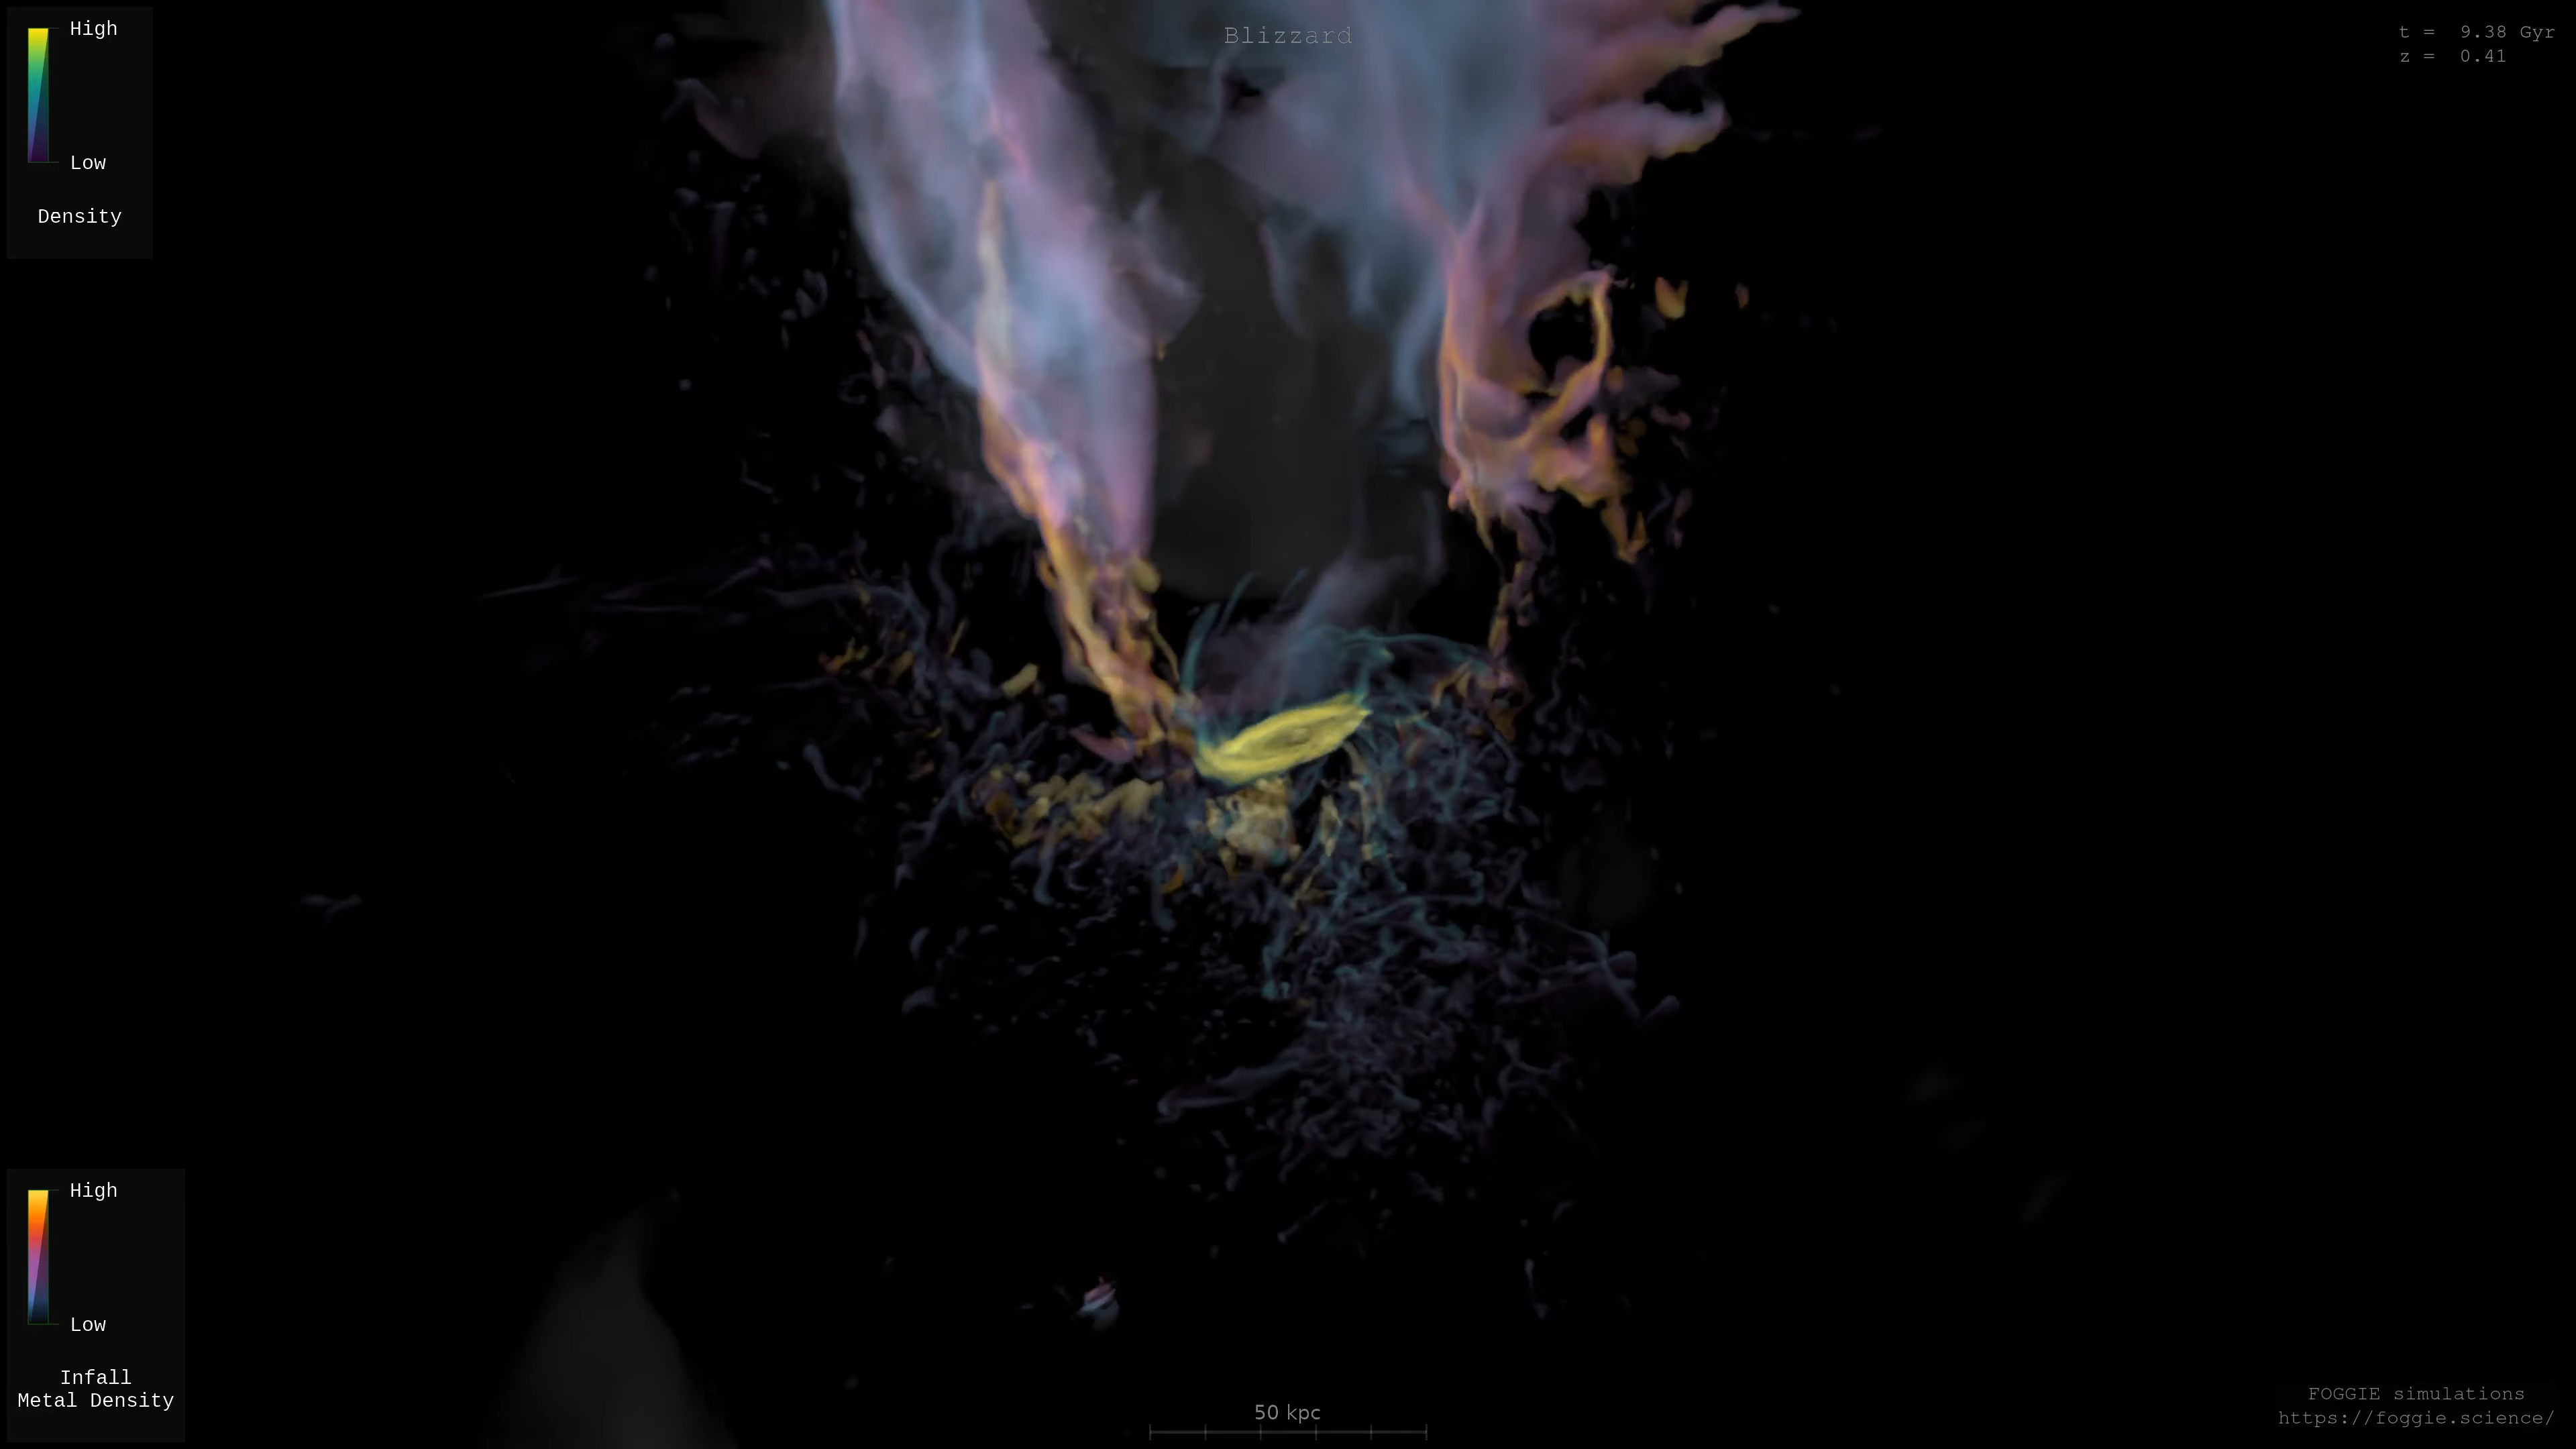 High
Low
Density
Blizzard
t = 9.38 Gyr
z = 0.41
High
Low
Infall
Metal Density
50 kpc
FOGGIE simulations
https://foggie.science/